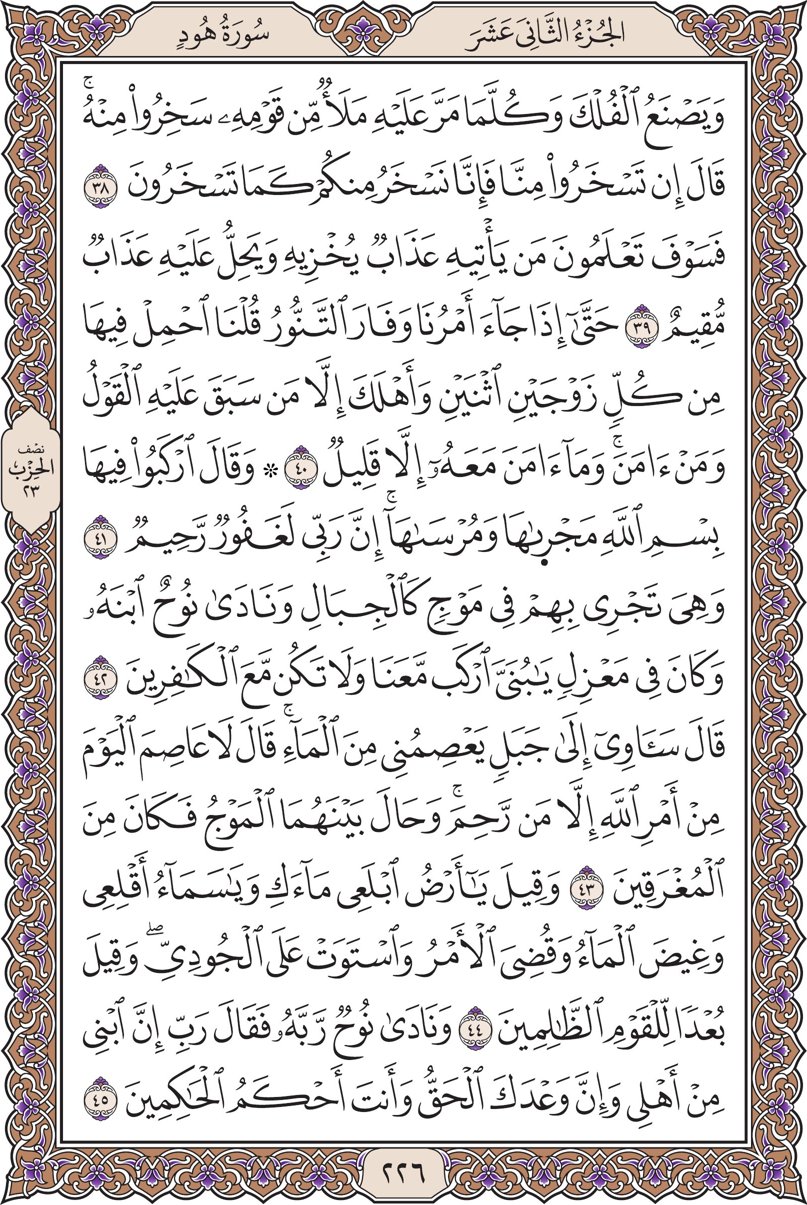 الجُزْءُ الثَّانِيَ عَشَرَ
سُورَةُ هُودٍ
وَيَصْنَعُ ٱلْفُلْكَ وَكُلَّمَا مَرَّ عَلَيْهِ مَلَأٌ مِّن قَوْمِهِۦ سَخِرُوا۟ مِنْهُ ۚ
قَالَ إِن تَسْخَرُوا۟ مِنَّا فَإِنَّا نَسْخَرُ مِنكُمْ كَمَا تَسْخَرُونَ ٣٨
فَسَوْفَ تَعْلَمُونَ مَن يَأْتِيهِ عَذَابٌ يُخْزِيهِ وَيَحِلُّ عَلَيْهِ عَذَابٌ
مُّقِيمٌ ٣٩ حَتَّىٰٓ إِذَا جَآءَ أَمْرُنَا وَفَارَ ٱلتَّنُّورُ قُلْنَا ٱحْمِلْ فِيهَا
مِن كُلٍّ زَوْجَيْنِ ٱثْنَيْنِ وَأَهْلَكَ إِلَّا مَن سَبَقَ عَلَيْهِ ٱلْقَوْلُ
وَمَنْ ءَامَنَ ۚ وَمَآ ءَامَنَ مَعَهُۥٓ إِلَّا قَلِيلٌ ٤٠ * وَقَالَ ٱرْكَبُوا۟ فِيهَا
نصف
الحزب
٢٣
بِسْمِ ٱللَّهِ مَجْر۪ىٰهَا وَمُرْسَىٰهَآ ۚ إِنَّ رَبِّى لَغَفُورٌ رَّحِيمٌ ٤١
وَهِىَ تَجْرِى بِهِمْ فِى مَوْجٍ كَٱلْجِبَالِ وَنَادَىٰ نُوحٌ ٱبْنَهُۥ
وَكَانَ فِى مَعْزِلٍ يَـٰبُنَىَّ ٱرْكَب مَّعَنَا وَلَا تَكُن مَّعَ ٱلْكَـٰفِرِينَ ٤٢
قَالَ سَـَٔاوِىٓ إِلَىٰ جَبَلٍ يَعْصِمُنِى مِنَ ٱلْمَآءِ ۚ قَالَ لَا عَاصِمَ ٱلْيَوْمَ
مِنْ أَمْرِ ٱللَّهِ إِلَّا مَن رَّحِمَ ۚ وَحَالَ بَيْنَهُمَا ٱلْمَوْجُ فَكَانَ مِنَ
ٱلْمُغْرَقِينَ ٤٣ وَقِيلَ يَـٰٓأَرْضُ ٱبْلَعِى مَآءَكِ وَيَـٰسَمَآءُ أَقْلِعِى
وَغِيضَ ٱلْمَآءُ وَقُضِىَ ٱلْأَمْرُ وَٱسْتَوَتْ عَلَى ٱلْجُودِىِّ ۖ وَقِيلَ
بُعْدًا لِّلْقَوْمِ ٱلظَّـٰلِمِينَ ٤٤ وَنَادَىٰ نُوحٌ رَّبَّهُۥ فَقَالَ رَبِّ إِنَّ ٱبْنِى
مِنْ أَهْلِى وَإِنَّ وَعْدَكَ ٱلْحَقُّ وَأَنتَ أَحْكَمُ ٱلْحَـٰكِمِينَ ٤٥
٢٢٦